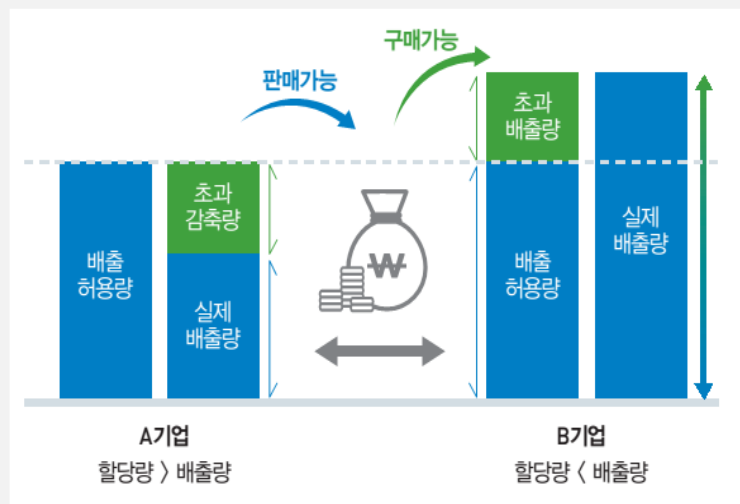 구매가능
판매가능
초과
배출량
초과
감축량
배출
허용량
실제
배출량
₩
배출
허용량
실제
배출량
A기업
할당량 > 배출량
B기업
할당량 < 배출량